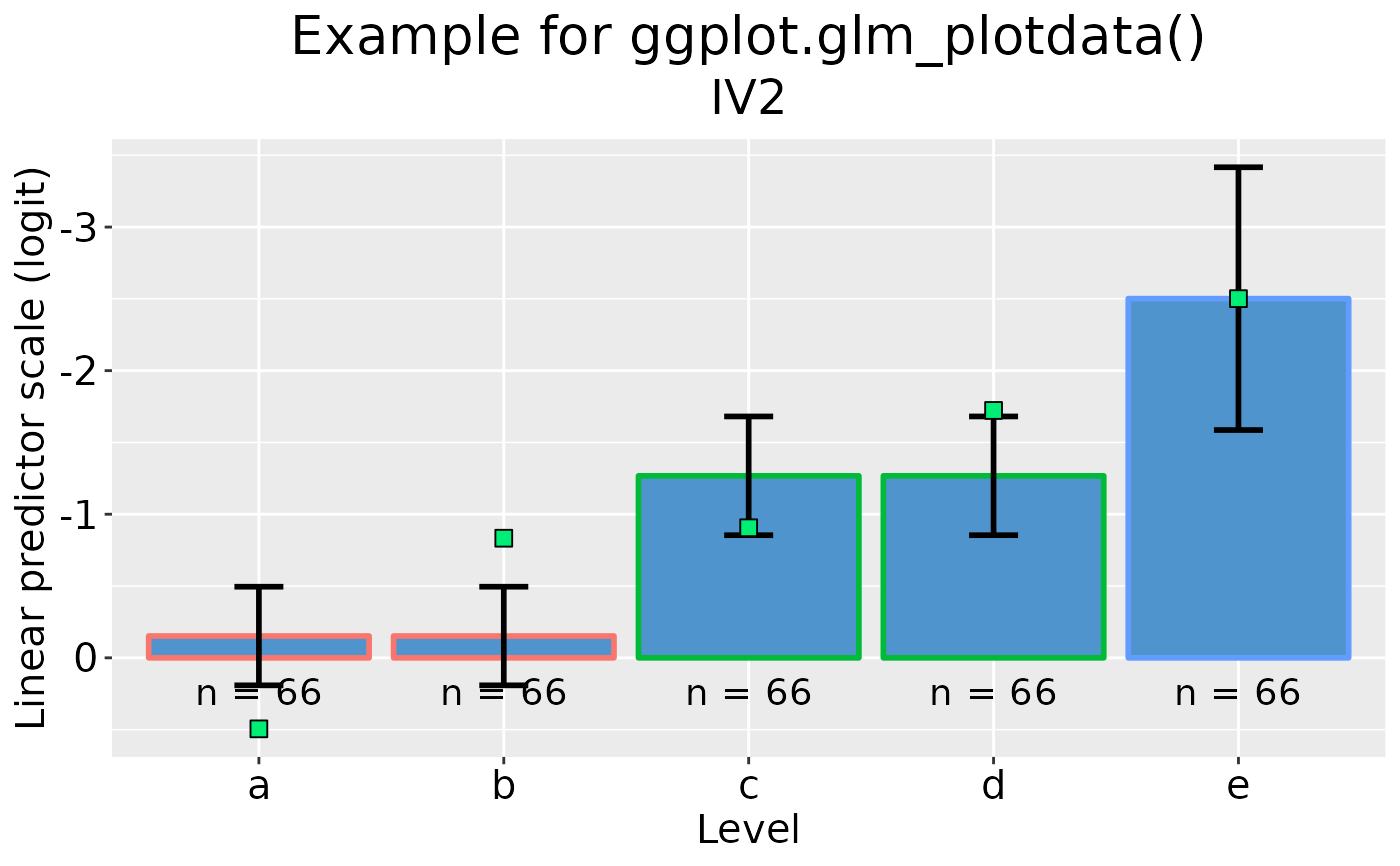 Example for ggplot.glm_plotdata()
IV2
Linear predictor scale (logit)
-3
-2
-1
0
n = 66 n = 66 n = 66 n = 66 n = 66
a b c d e
Level